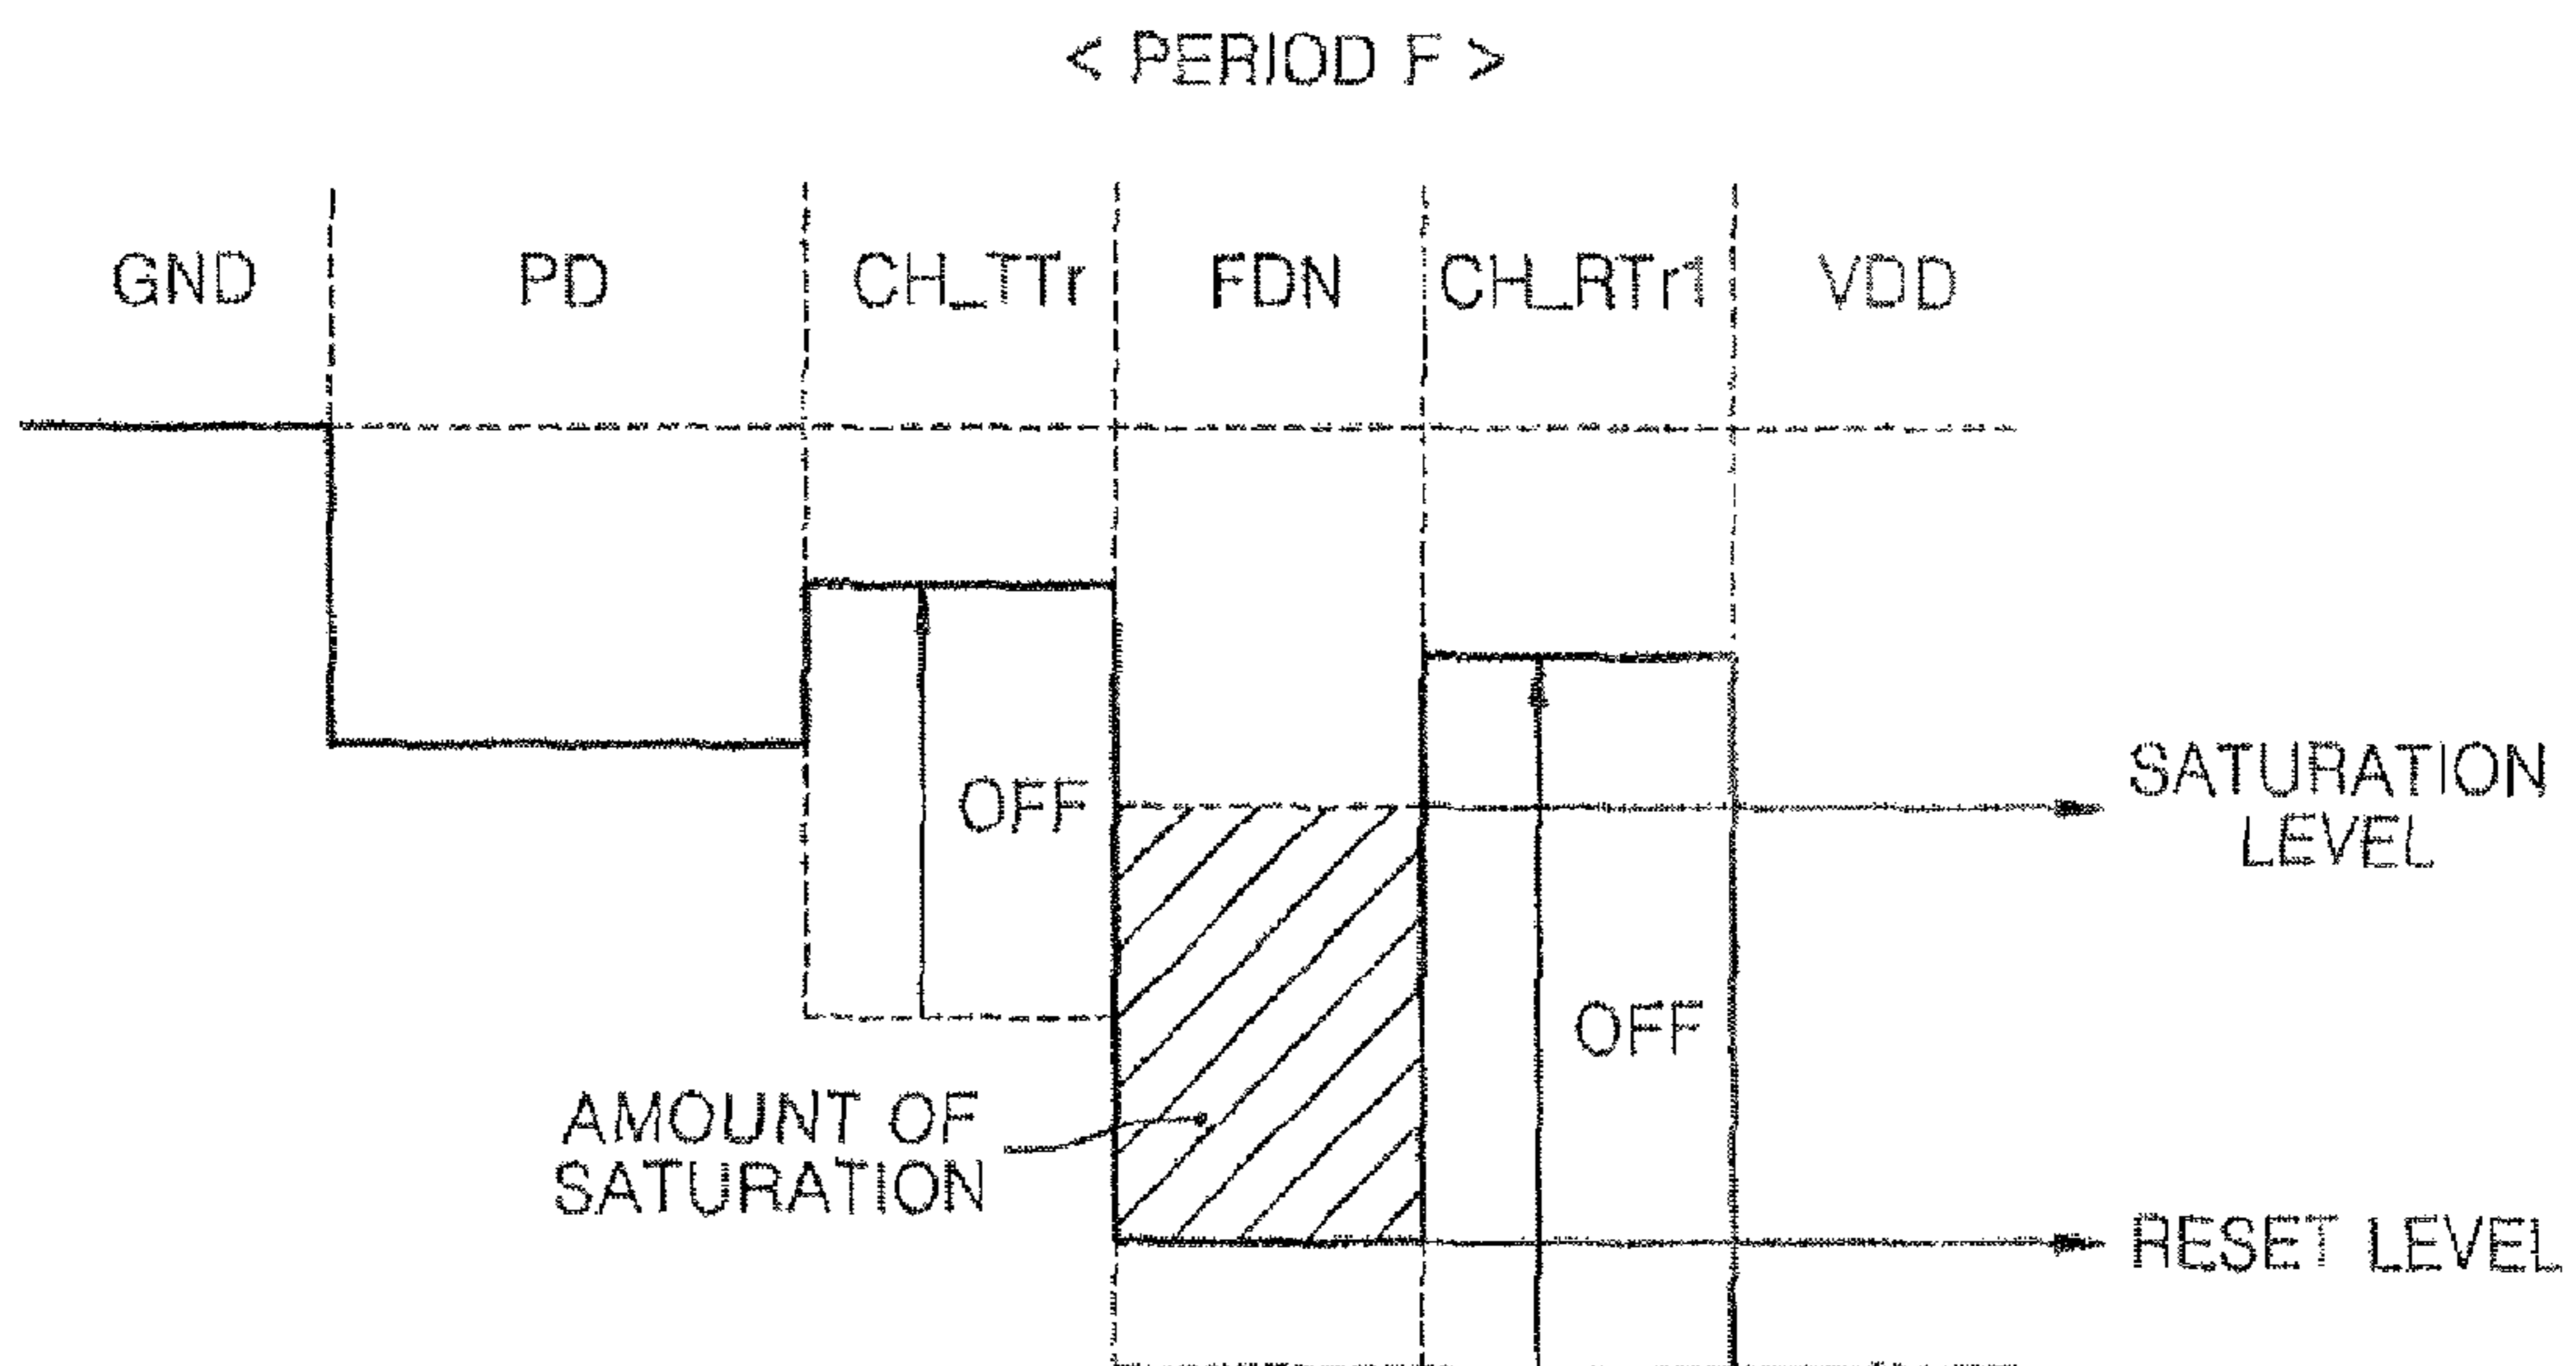 < PERIOD F >
GND PD CH_TTr FDN CH_RTr1 VDD
SATURATION
LEVEL
OFF
OFF
AMOUNT OF
SATURATION
RESET LEVEL